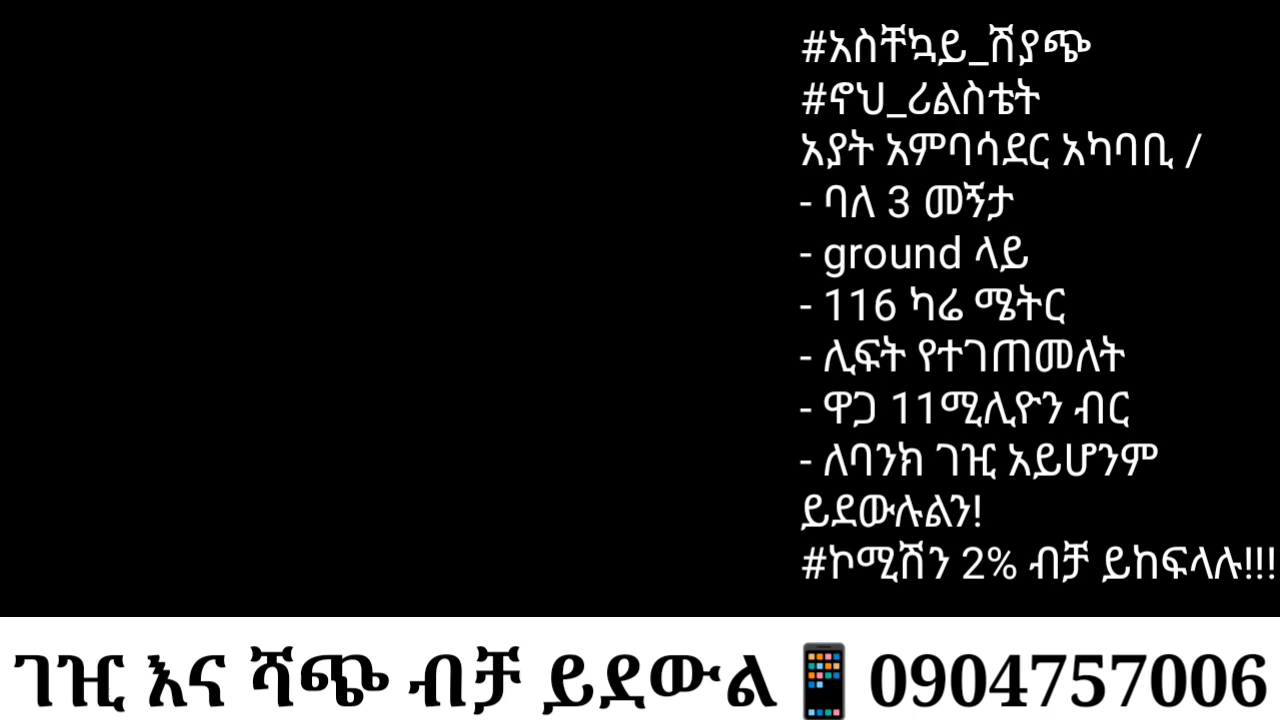 #አስቸኳይ_ሽያጭ
#ኖህ_ሪልስቴት
አያት አምባሳደር አካባቢ /
- ባለ 3 መኝታ
- ground ላይ
- 116 ካሬ ሜትር
- ሊፍት የተገጠመለት
- ዋጋ 11ሚሊዮን ብር
- ለባንክ ገዢ አይሆንም
ይደውሉልን!
#ኮሚሽን 2% ብቻ ይከፍላሉ!!!
ገዢ እና ሻጭ ብቻ ይደውል📱0904757006